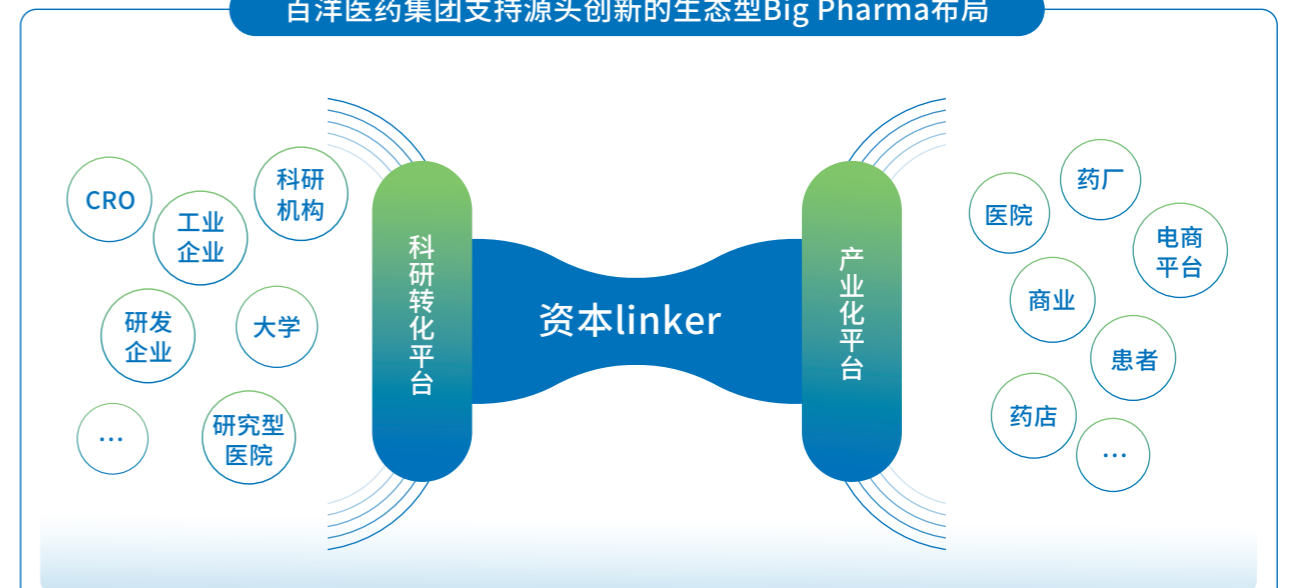 百洋医药集团支持源头创新的生态型Big Pharma布局
CRO
工业
企业
科研
机构
研发
企业
大学
…
研究型
医院
科研转化平台
资本linker
产业化平台
医院
药厂
电商
平台
商业
患者
药店
…